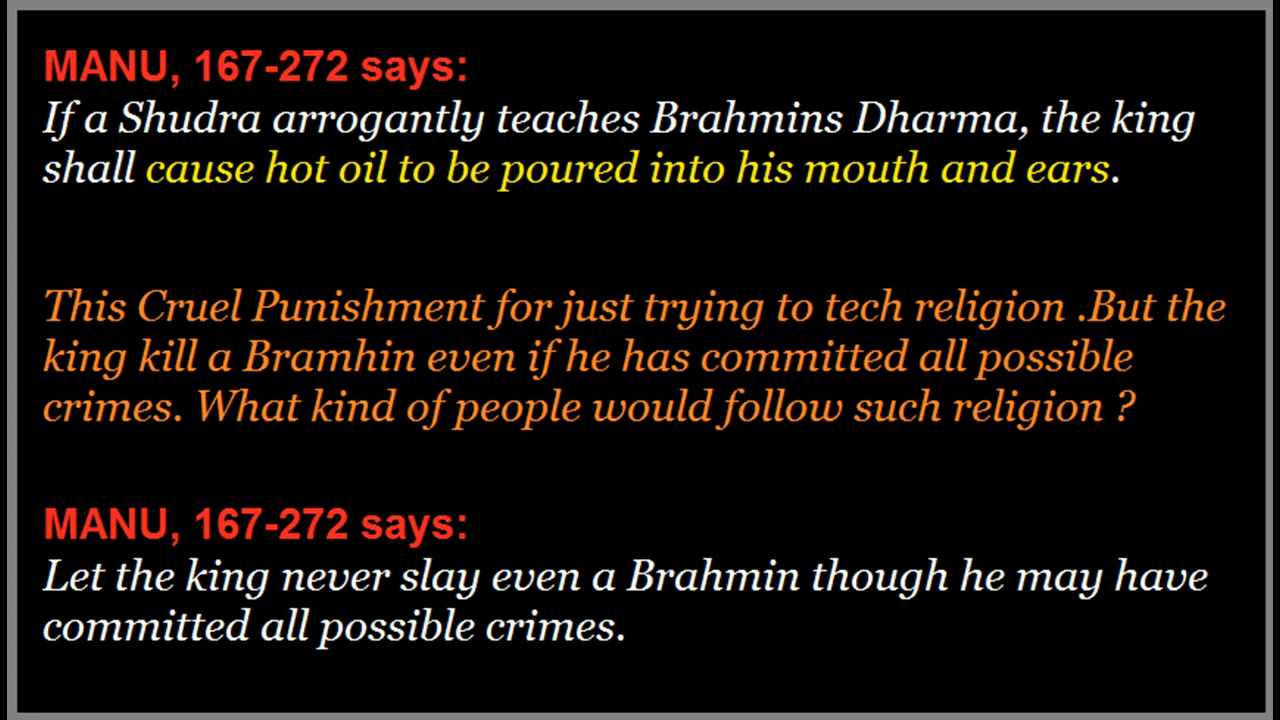 MANU, 167-272 says:
If a Shudra arrogantly teaches Brahmins Dharma, the king
shall cause hot oil to be poured into his mouth and ears.
This Cruel Punishment for just trying to tech religion .But the
king kill a Bramhin even if he has committed all possible
crimes. What kind of people would follow such religion ?
MANU, 167-272 says:
Let the king never slay even a Brahmin though he may have
committed all possible crimes.